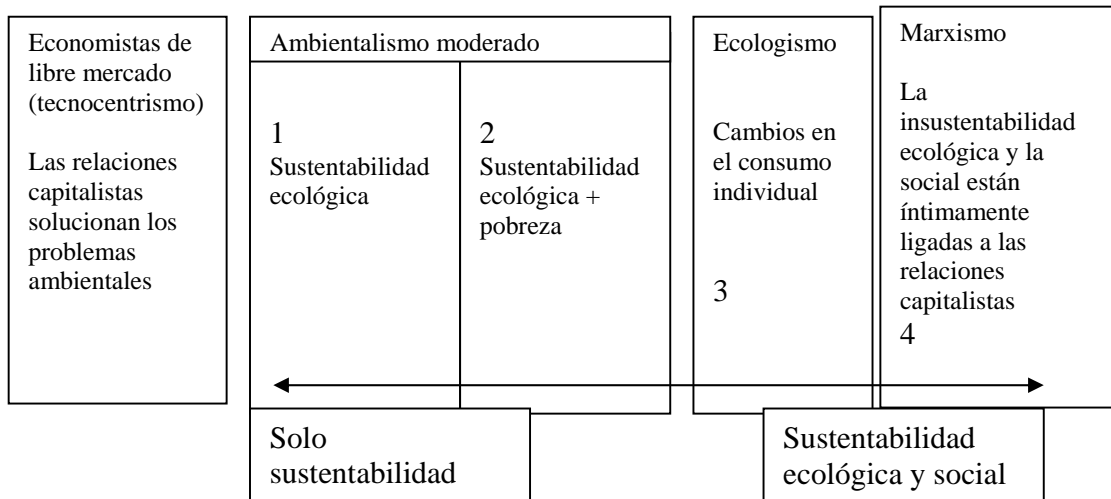 Economistas de
libre mercado
(tecnocentrismo)
Las relaciones
capitalistas
solucionan los
problemas
ambientales
Ambientalismo moderado
1
Sustentabilidad
ecológica
2
Sustentabilidad
ecológica +
pobreza
Ecologismo
Cambios en
el consumo
individual
3
Marxismo
La
insustentabilidad
ecológica y la
social están
íntimamente
ligadas a las
relaciones
capitalistas
4
Solo
sustentabilidad
Sustentabilidad
ecológica y social